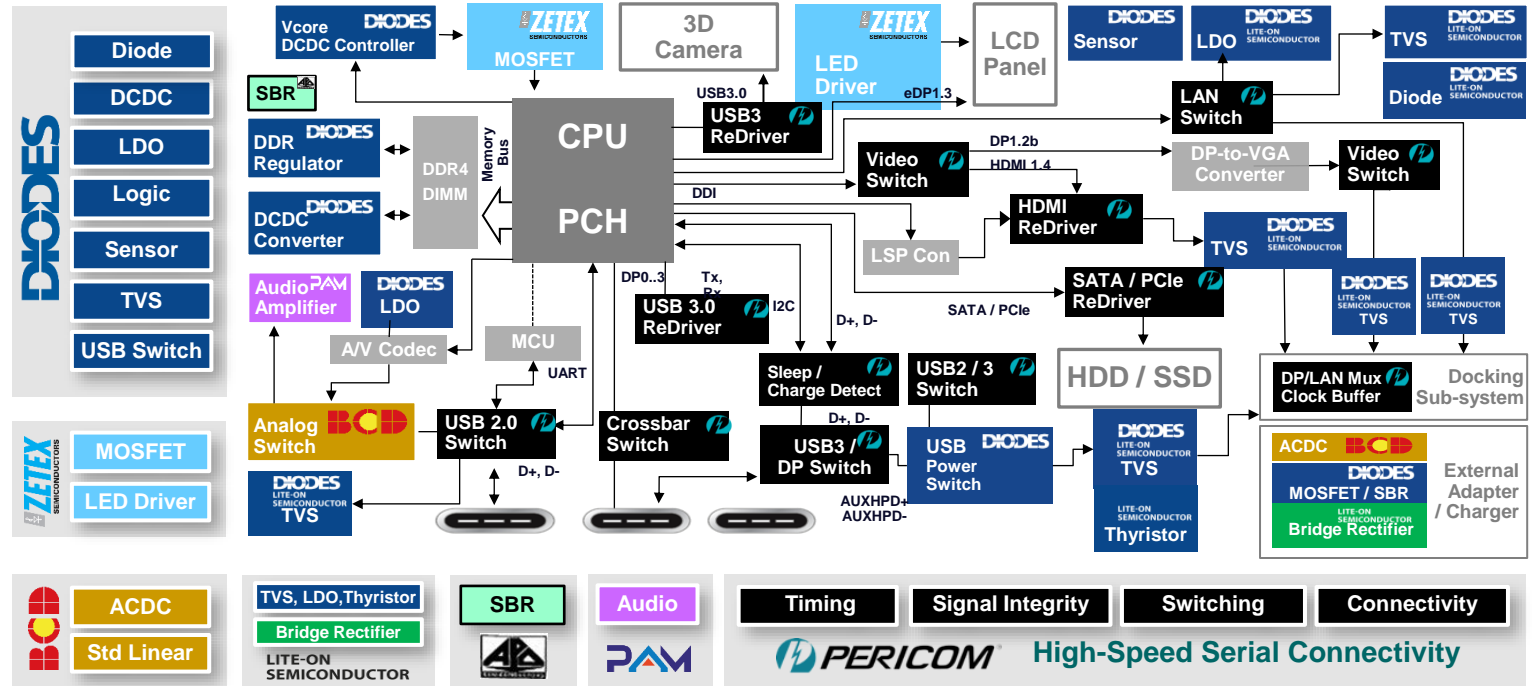 DIODES
Diode
DCDC
LDO
Logic
Sensor
TVS
USB Switch
ZETEX
SEMICONDUCTORS
MOSFET
LED Driver
Vcore
DIODES
DCDC Controller
ZETEX
SEMICONDUCTORS
MOSFET
3D
Camera
ZETEX
SEMICONDUCTORS
LED
Driver
LCD
Panel
DIODES
Sensor
DIODES
LITE-ON
SEMICONDUCTOR
LDO
DIODES
LITE-ON
SEMICONDUCTOR
TVS
DIODES
LITE-ON
SEMICONDUCTOR
Diode
SBR
USB3.0
eDP1.3
USB3
ReDriver
LAN
Switch
CPU
PCH
DIODES
DDR
Regulator
DDR4
DIMM
Memory
Bus
DIODES
DCDC
Converter
Video
Switch
DP1.2b
HDMI 1.4
DP-to-VGA
Converter
Video
Switch
DDI
HDMI
ReDriver
LSP Con
DIODES
LITE-ON
SEMICONDUCTOR
TVS
Audio PAM
Amplifier
DIODES
LDO
A/V Codec
MCU
UART
DP0..3
Tx,
Rx
USB 3.0
ReDriver
I2C
D+, D-
SATA / PCIe
SATA / PCIe
ReDriver
DIODES
LITE-ON
SEMICONDUCTOR
TVS
DIODES
LITE-ON
SEMICONDUCTOR
TVS
HDD / SSD
DP/LAN Mux
Clock Buffer
Docking
Sub-system
Sleep /
Charge Detect
USB2 / 3
Switch
Analog
Switch
BCD
USB 2.0
Switch
Crossbar
Switch
D+, D-
USB3 /
DP Switch
DIODES
USB
Power
Switch
DIODES
LITE-ON
SEMICONDUCTOR
TVS
LITE-ON
SEMICONDUCTOR
Thyristor
D+, D-
DIODES
LITE-ON
SEMICONDUCTOR
TVS
AUXHPD+
AUXHPD-
ACDC BCD
DIODES
MOSFET / SBR
LITE-ON
SEMICONDUCTOR
Bridge Rectifier
External
Adapter
/ Charger
BCD
ACDC
Std Linear
TVS, LDO,Thyristor
Bridge Rectifier
LITE-ON
SEMICONDUCTOR
SBR
Audio
PAM
Timing
Signal Integrity
Switching
Connectivity
PERICOM
High-Speed Serial Connectivity